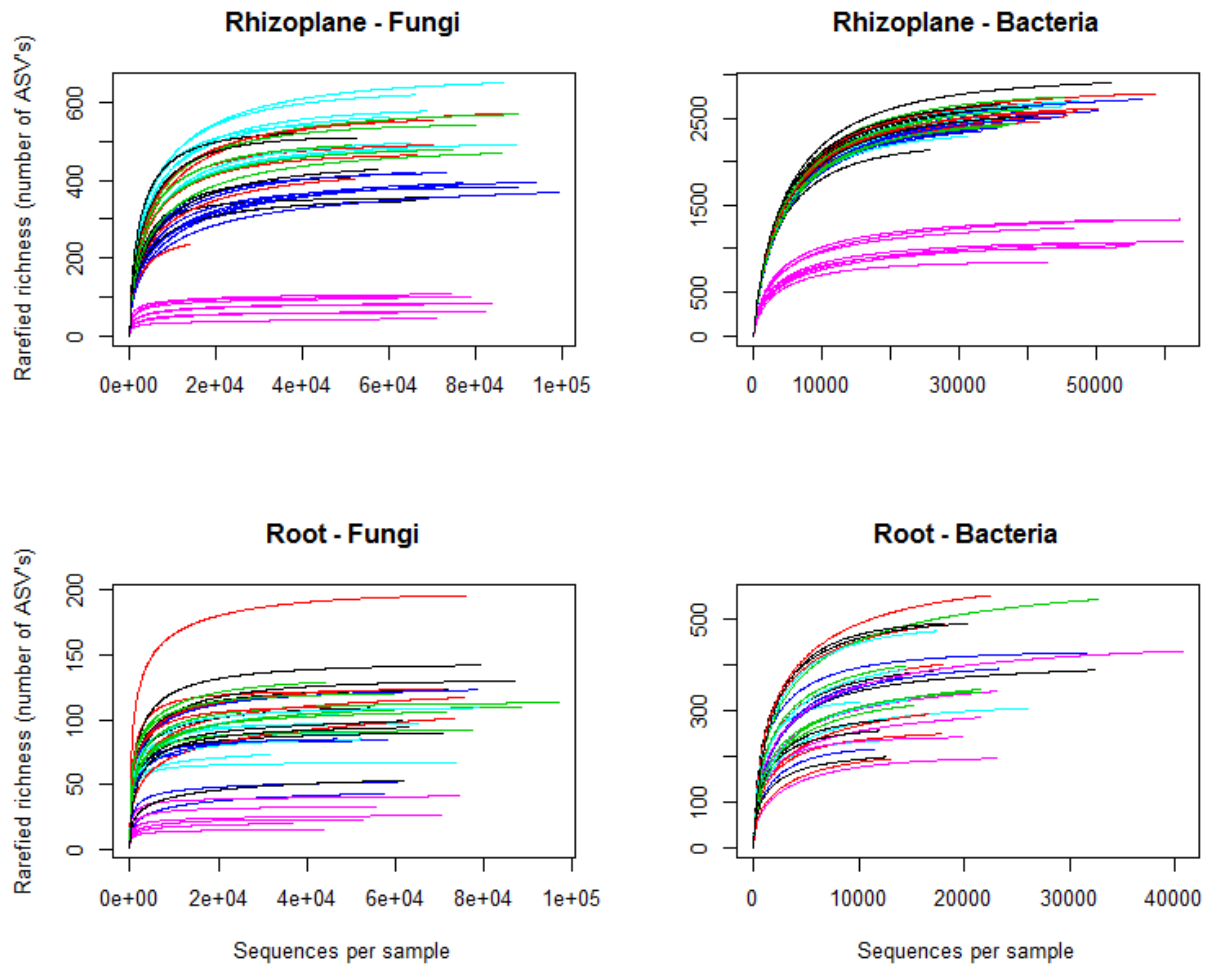 Rhizoplane - Fungi
Rhizoplane - Bacteria
Rarefied richness (number of ASV's)
0 200 400 600
0 500 1500 2500
0e+00 2e+04 4e+04 6e+04 8e+04 1e+05
0 10000 30000 50000
Root - Fungi
Root - Bacteria
Rarefied richness (number of ASV's)
0 50 100 150 200
0 100 300 500
0e+00 2e+04 4e+04 6e+04 8e+04 1e+05
0 10000 20000 30000 40000
Sequences per sample
Sequences per sample